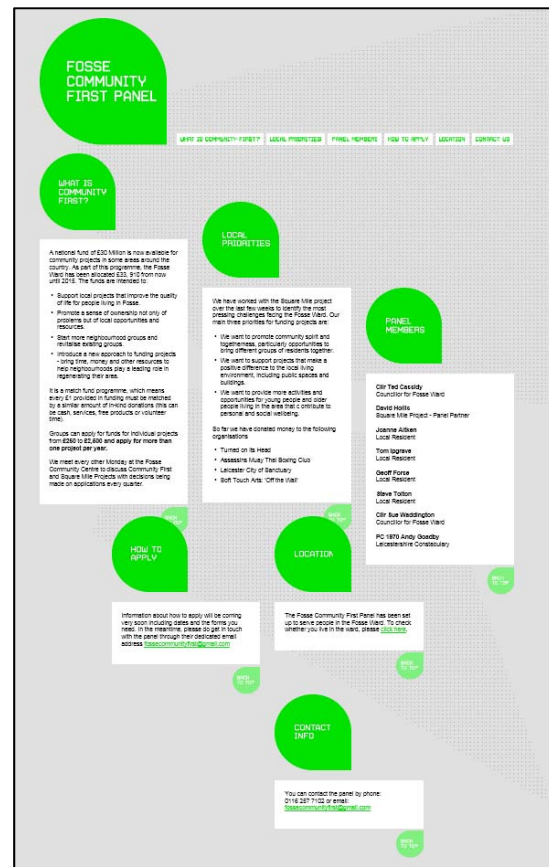 FOSSE
COMMUNITY
FIRST PANEL
WHAT IS COMMUNITY FIRST?
LOCAL PRIORITIES
PANEL MEMBERS
HOW TO APPLY
LOCATION
CONTACT US
WHAT IS
COMMUNITY
FIRST?
A national fund of £30 Million is now available for
community projects in some areas around the
country. As part of this programme, the Fosse
Ward has been allocated £33, 910 from now
until 2015. The funds are intended to:
• Support local projects that improve the quality
of life for people living in Fosse.
• Promote a sense of ownership not only of
problems but of local opportunities and
resources.
• Start more neighbourhood groups and
revitalise existing groups.
• Introduce a new approach to funding projects
- bring time, money and other resources to
help neighbourhoods play a leading role in
regenerating their area.
It is a match fund programme, which means
every £1 provided in funding must be matched
by a similar amount of in-kind donations (this can
be cash, services, free products or volunteer
time).
Groups can apply for funds for individual projects
from £250 to £2,500 and apply for more than
one project per year.
We meet every other Monday at the Fosse
Community Centre to discuss Community First
and Square Mile Projects with decisions being
made on applications every quarter.
BACK
TO TOP
LOCAL
PRIORITIES
We have worked with the Square Mile project
over the last few weeks to identify the most
pressing challenges facing the Fosse Ward. Our
main three priorities for funding projects are:
• We want to promote community spirit and
togetherness, particularly opportunities to
bring different groups of residents together.
• We want to support projects that make a
positive difference to the local living
environment, including public spaces and
buildings.
• We want to provide more activities and
opportunities for young people and older
people living in the area that contribute to
personal and social wellbeing.
So far we have donated money to the following
organisations
• Turned on its Head
• Assassins Muay Thai Boxing Club
• Leicester City of Sanctuary
• Soft Touch Arts: 'Off the Wall'
BACK
TO TOP
PANEL
MEMBERS
Cllr Ted Cassidy
Councillor for Fosse Ward
David Hollis
Square Mile Project - Panel Partner
Joanne Aitken
Local Resident
Tom Ipgrave
Local Resident
Geoff Forse
Local Resident
Steve Tolton
Local Resident
Cllr Sue Waddington
Councillor for Fosse Ward
PC 1870 Andy Goadby
Leicestershire Constabulary
BACK
TO TOP
HOW TO
APPLY
Information about how to apply will be coming
very soon including dates and the forms you
need. In the meantime, please do get in touch
with the panel through their dedicated email
address fossecommunityfirst@gmail.com
BACK
TO TOP
LOCATION
The Fosse Community First Panel has been set
up to serve people in the Fosse Ward. To check
whether you live in the ward, please click here.
BACK
TO TOP
CONTACT
INFO
You can contact the panel by phone:
0116 257 7102 or email:
fossecommunityfirst@gmail.com
BACK
TO TOP